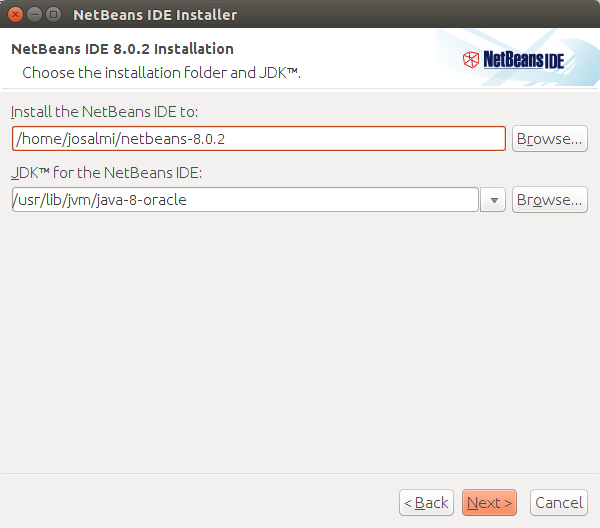 NetBeans IDE Installer
NetBeans IDE 8.0.2 Installation
Choose the installation folder and JDK™.
NetBeans IDE
Install the NetBeans IDE to:
/home/josalmi/netbeans-8.0.2
Browse...
JDK™ for the NetBeans IDE:
/usr/lib/jvm/java-8-oracle
Browse...
< Back
Next >
Cancel